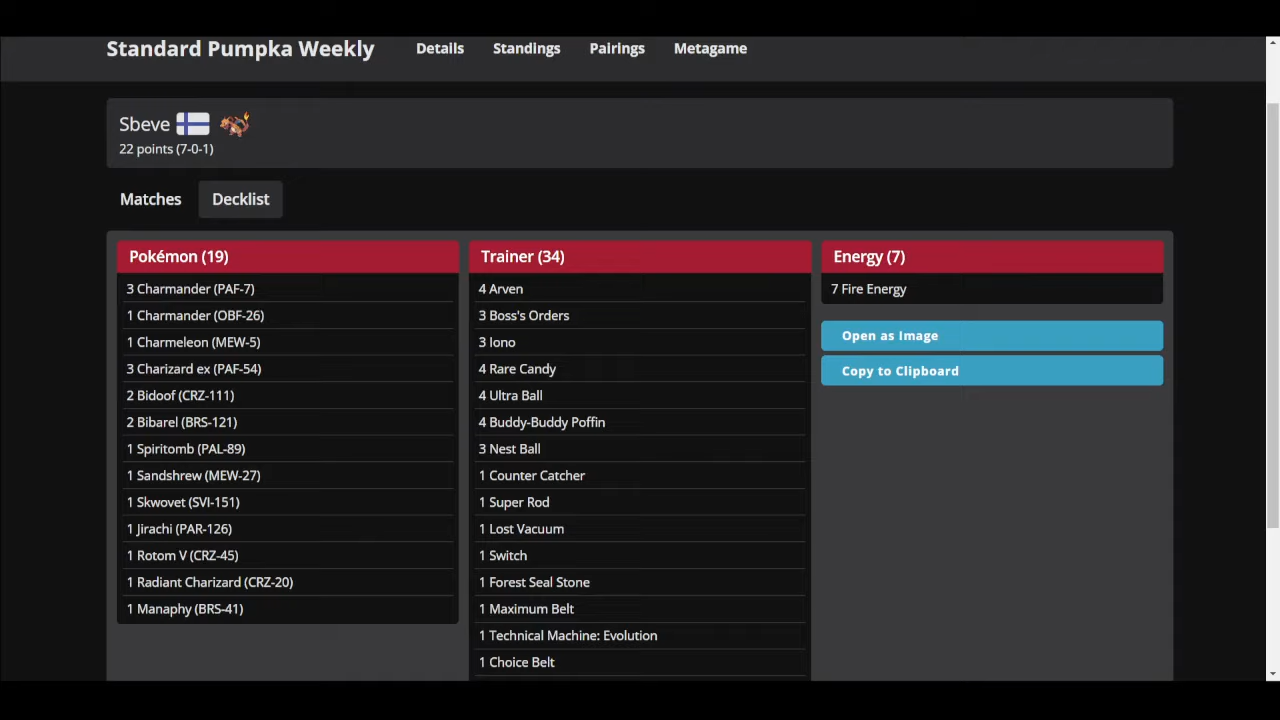 Standard Pumpka Weekly Details Standings Pairings Metagame
Sbeve
22 points (7-0-1)
Matches Decklist
Pokémon (19)
3 Charmander (PAF-7)
1 Charmander (OBF-26)
1 Charmeleon (MEW-5)
3 Charizard ex (PAF-54)
2 Bidoof (CRZ-111)
2 Bibarel (BRS-121)
1 Spiritomb (PAL-89)
1 Sandshrew (MEW-27)
1 Skwovet (SVI-151)
1 Jirachi (PAR-126)
1 Rotom V (CRZ-45)
1 Radiant Charizard (CRZ-20)
1 Manaphy (BRS-41)
Trainer (34)
4 Arven
3 Boss's Orders
3 Iono
4 Rare Candy
4 Ultra Ball
4 Buddy-Buddy Poffin
3 Nest Ball
1 Counter Catcher
1 Super Rod
1 Lost Vacuum
1 Switch
1 Forest Seal Stone
1 Maximum Belt
1 Technical Machine: Evolution
1 Choice Belt
Energy (7)
7 Fire Energy
Open as Image
Copy to Clipboard